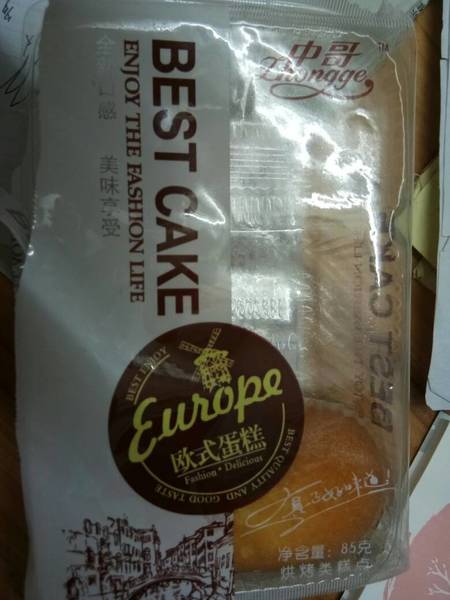 中哥
Zhongge
TM
BEST CAKE
ENJOY THE FASHION LIFE
美味享受
BEST ENJOY
Europe
欧式蛋糕
Fashion · Delicious
BEST QUALITY AND GOOD TASTE
净含量：85克
烘烤类糕点